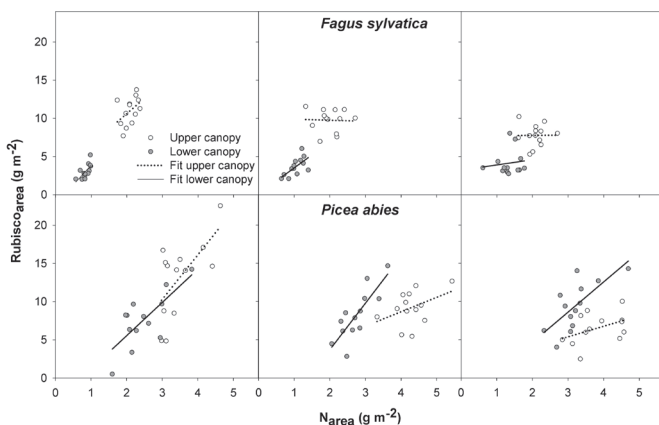 Fagus sylvatica
20
15
10
5
0
Upper canopy
Lower canopy
Fit upper canopy
Fit lower canopy
Rubiscoarea (g m-2)
Picea abies
20
15
10
5
0
0 1 2 3 4 5 0 1 2 3 4 5 0 1 2 3 4 5 6
Narea (g m-2)